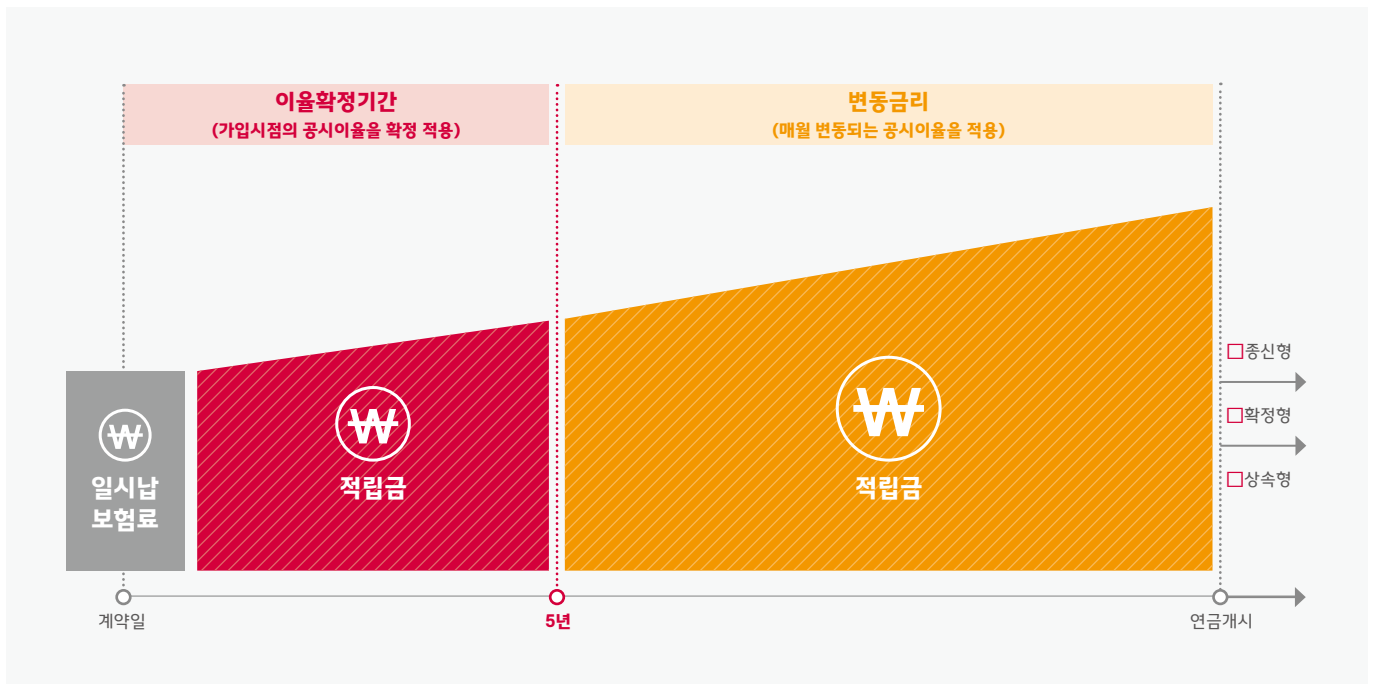 이율확정기간
(가입시점의 공시이율을 확정 적용)
변동금리
(매월 변동되는 공시이율을 적용)
₩
일시납
보험료
₩
적립금
₩
적립금
□종신형
□확정형
□상속형
계약일
5년
연금개시